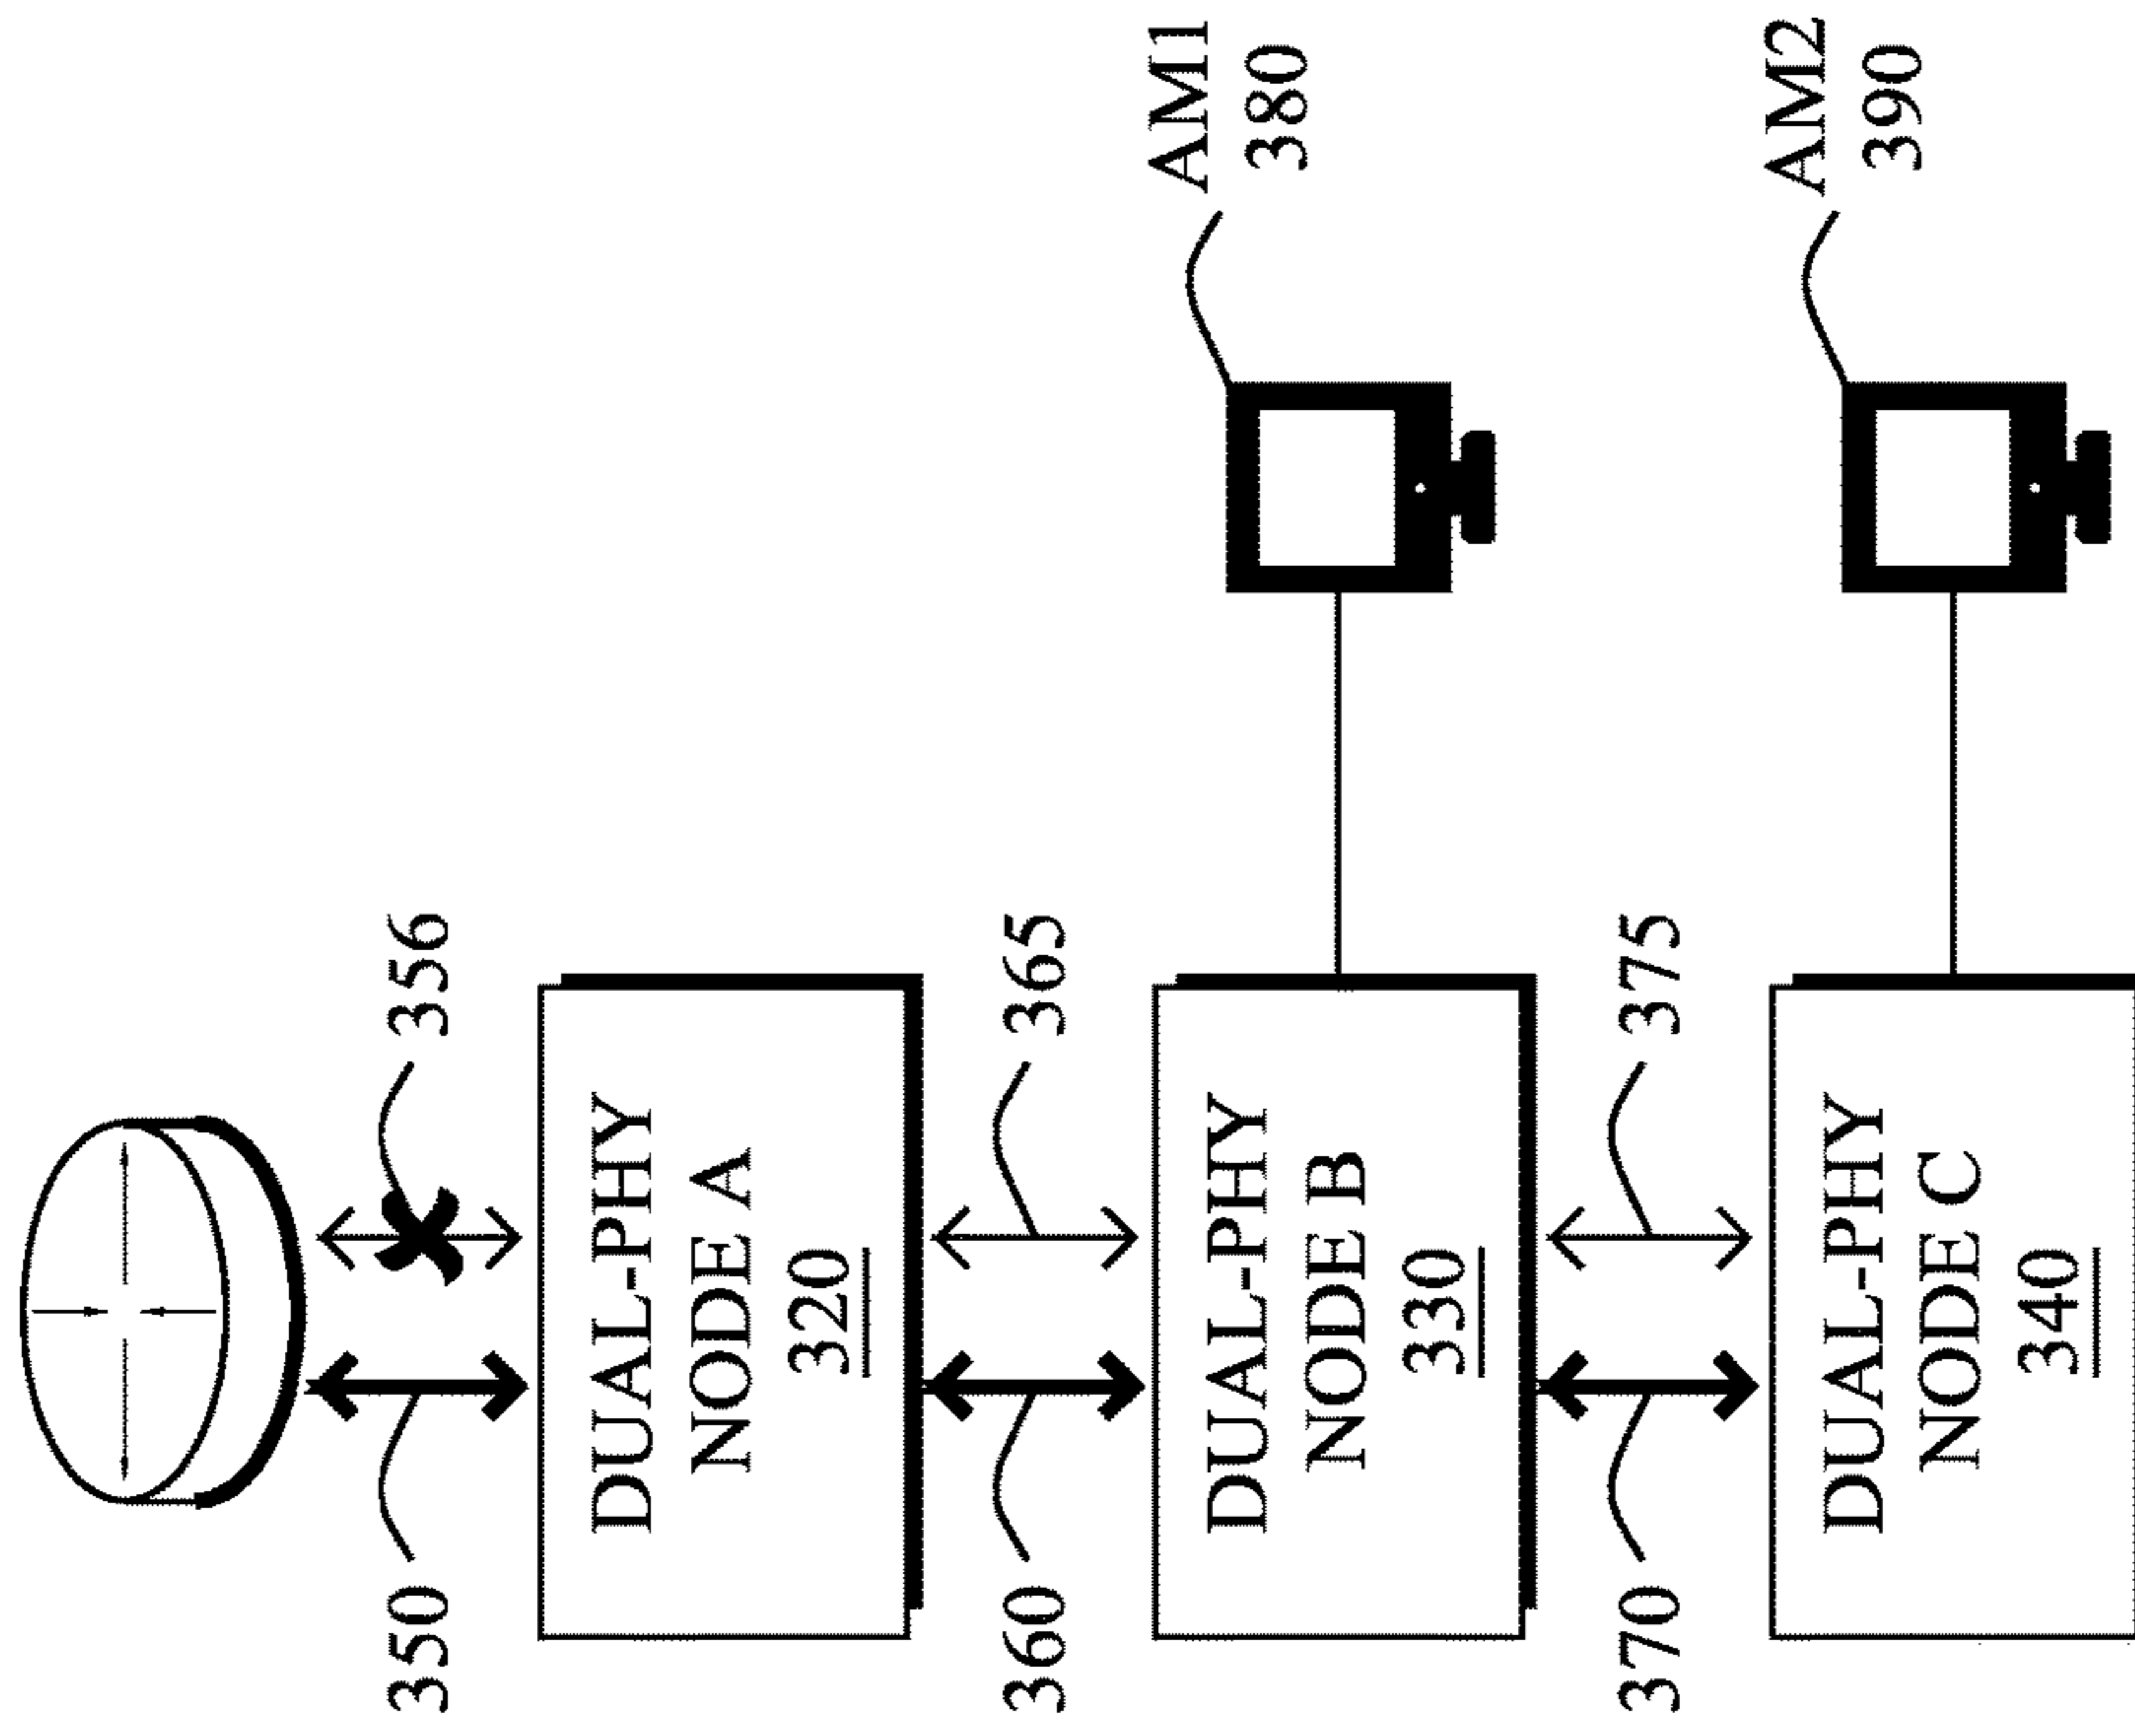 350
356
DUAL-PHY
NODE A
320
360
365
AM1
380
DUAL-PHY
NODE B
330
370
375
AM2
390
DUAL-PHY
NODE C
340